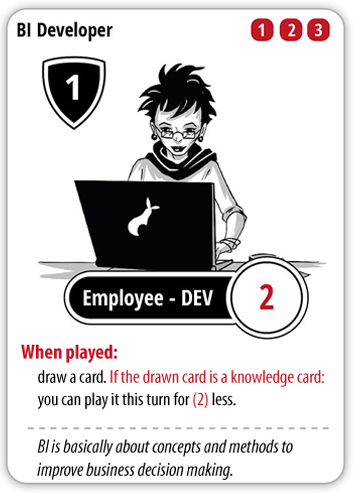 BI Developer 1 2 3
1
Employee - DEV 2
When played:
draw a card. If the drawn card is a knowledge card:
you can play it this turn for (2) less.
BI is basically about concepts and methods to
improve business decision making.